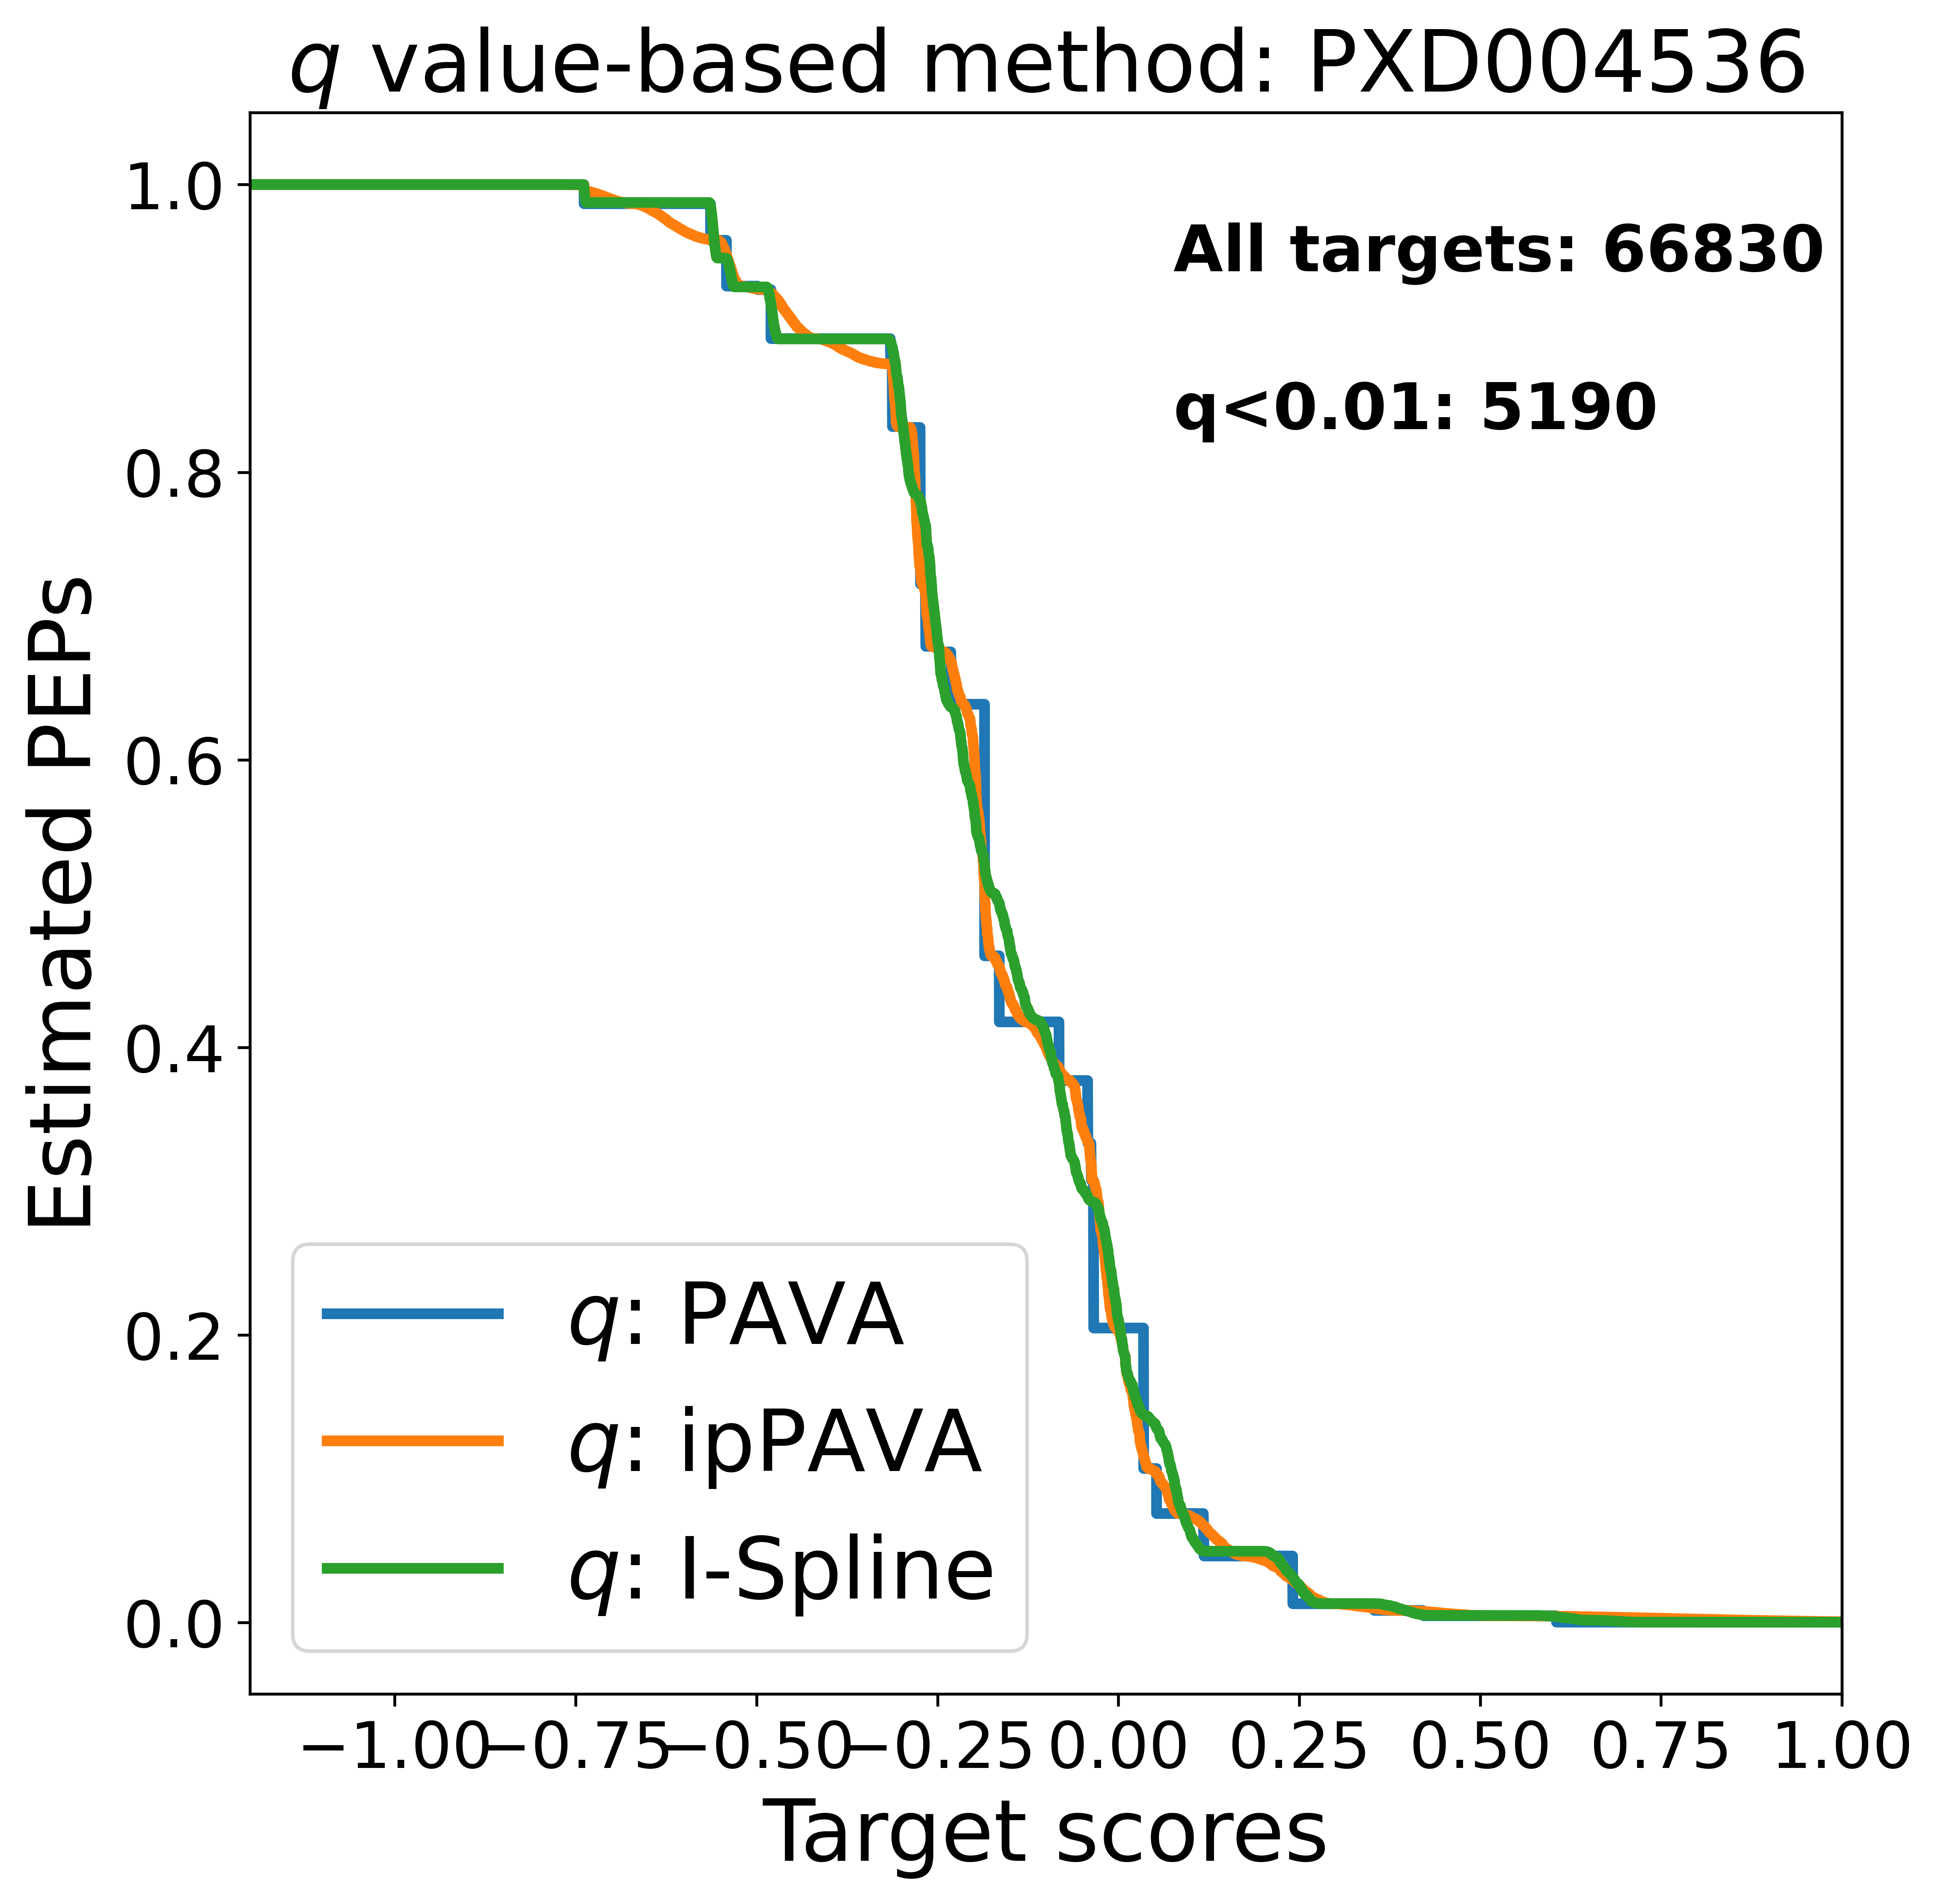 q value-based method: PXD004536
All targets: 66830
q<0.01: 5190
Estimated PEPs
1.0
0.8
0.6
0.4
0.2
0.0
q: PAVA
q: ipPAVA
q: I-Spline
−1.00 −0.75 −0.50 −0.25 0.00 0.25 0.50 0.75 1.00
Target scores